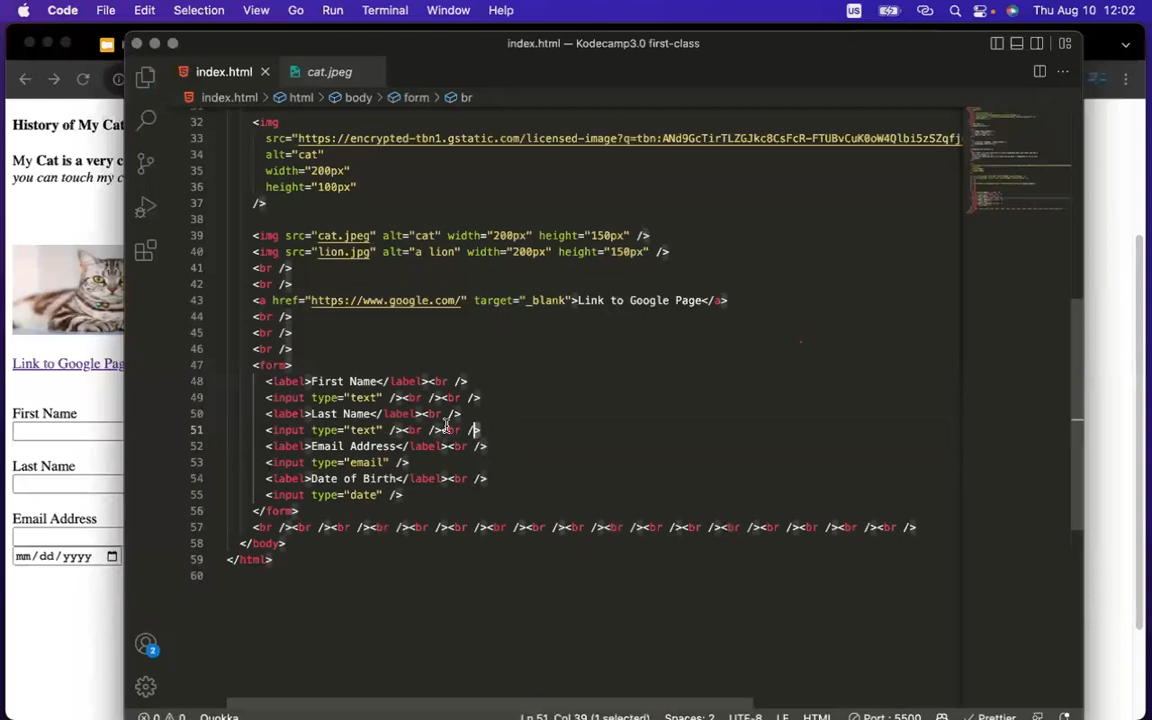 Code File Edit Selection View Go Run Terminal Window Help US Thu Aug 10 12:02
index.html — Kodecamp3.0 first-class
index.html cat.jpeg
index.html html body form br
History of My Cat
My Cat is a very c
you can touch my c
Link to Google Pag
First Name
Last Name
Email Address
mm/dd/yyyy
32 <img
33 src="https://encrypted-tbn1.gstatic.com/licensed-image?q=tbn:ANd9GcTirTLZGJkc8CsFcR-FTUBvCuK0oW4Qlbi5zSZqfj
34 alt="cat"
35 width="200px"
36 height="100px"
37 />
38
39 <img src="cat.jpeg" alt="cat" width="200px" height="150px" />
40 <img src="lion.jpg" alt="a lion" width="200px" height="150px" />
41 <br />
42 <br />
43 <a href="https://www.google.com/" target="_blank">Link to Google Page</a>
44 <br />
45 <br />
46 <br />
47 <form>
48 <label>First Name</label><br />
49 <input type="text" /><br /><br />
50 <label>Last Name</label><br />
51 <input type="text" /><br /><br />
52 <label>Email Address</label><br />
53 <input type="email" />
54 <label>Date of Birth</label><br />
55 <input type="date" />
56 </form>
57 <br /><br /><br /><br /><br /><br /><br /><br /><br /><br /><br /><br /><br /><br /><br /><br /><br />
58 </body>
59 </html>
60
2
0 0 Quokka Ln 51, Col 39 (1 selected) Spaces: 2 UTF-8 LF HTML Port : 5500 Prettier